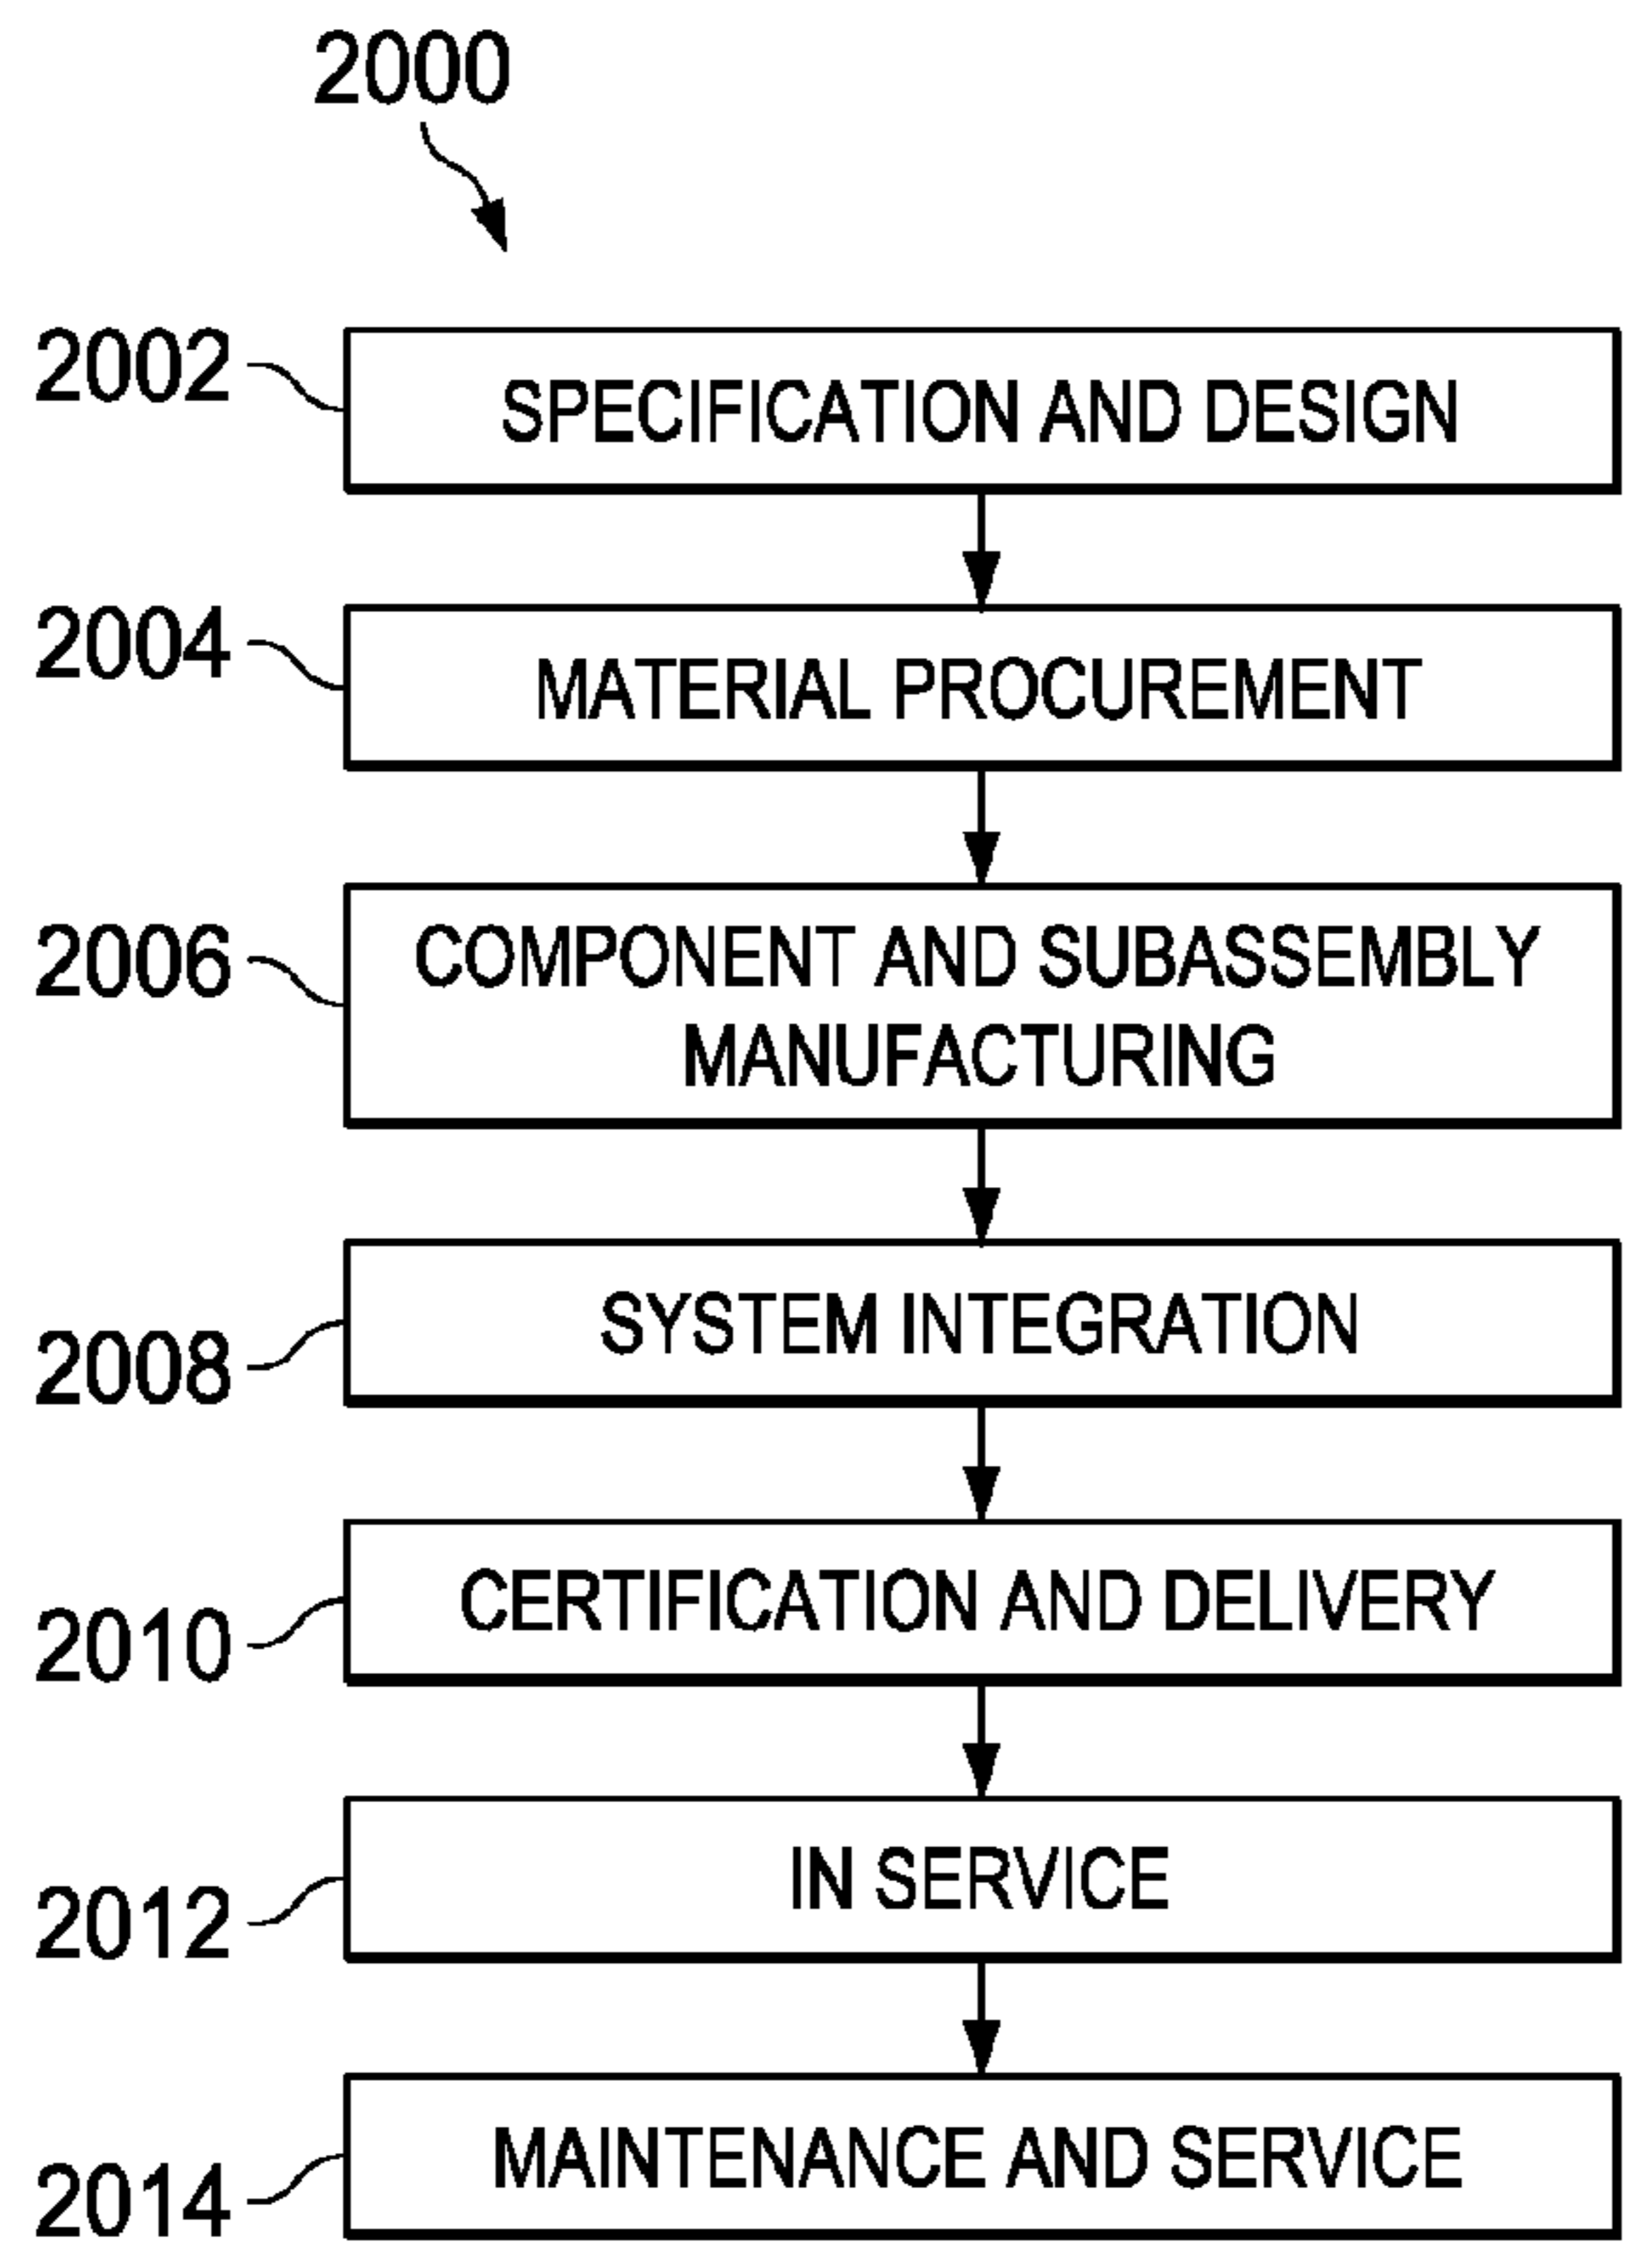 2000
2002
SPECIFICATION AND DESIGN
2004
MATERIAL PROCUREMENT
2006
COMPONENT AND SUBASSEMBLY
MANUFACTURING
2008
SYSTEM INTEGRATION
2010
CERTIFICATION AND DELIVERY
2012
IN SERVICE
2014
MAINTENANCE AND SERVICE